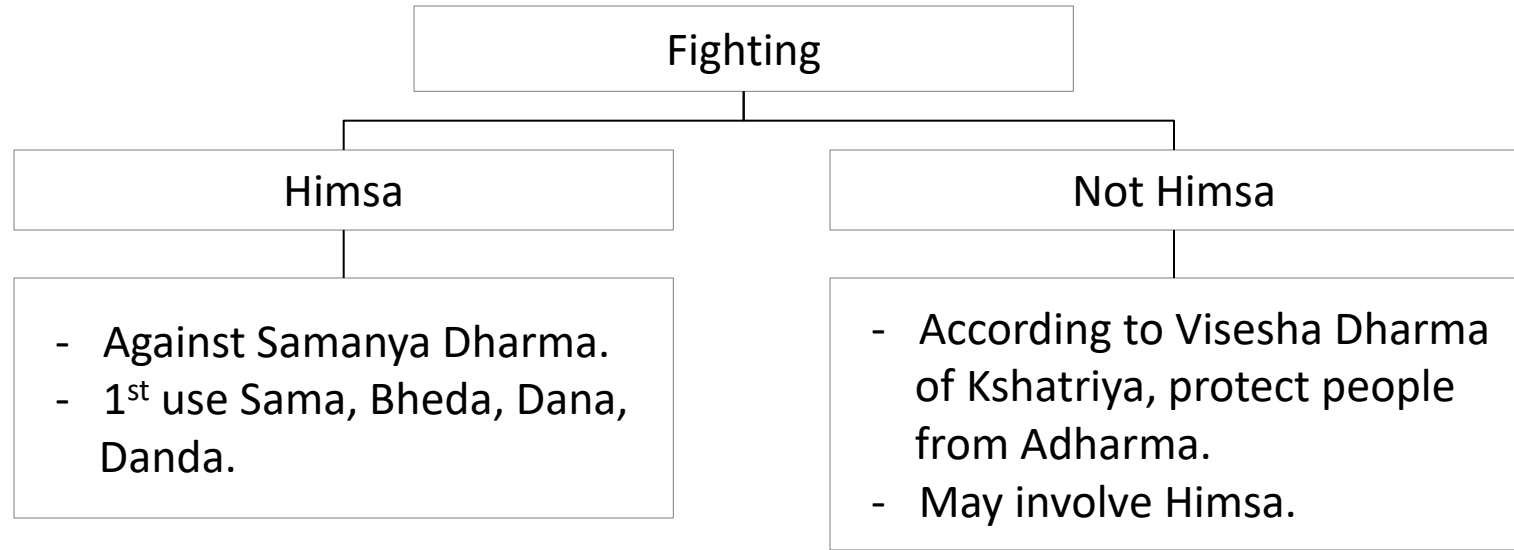 Fighting
Himsa
Not Himsa
- Against Samanya Dharma.
- 1st use Sama, Bheda, Dana,
Danda.
- According to Visesha Dharma
of Kshatriya, protect people
from Adharma.
- May involve Himsa.